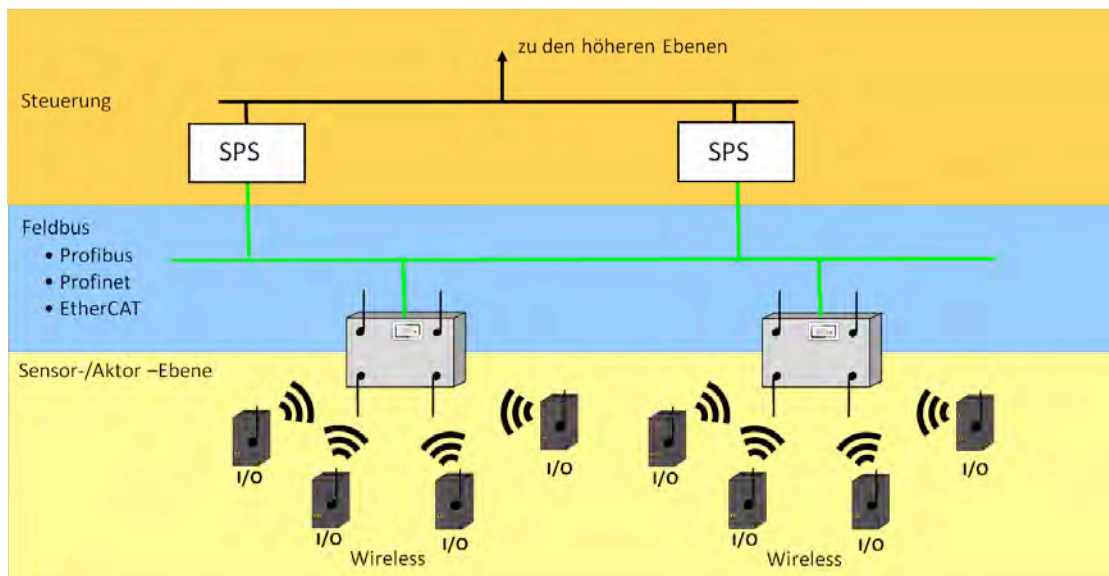 zu den höheren Ebenen
Steuerung
SPS
SPS
Feldbus
• Profibus
• Profinet
• EtherCAT
Sensor-/Aktor –Ebene
I/O
I/O
I/O
I/O
I/O
I/O
I/O
I/O
Wireless
Wireless